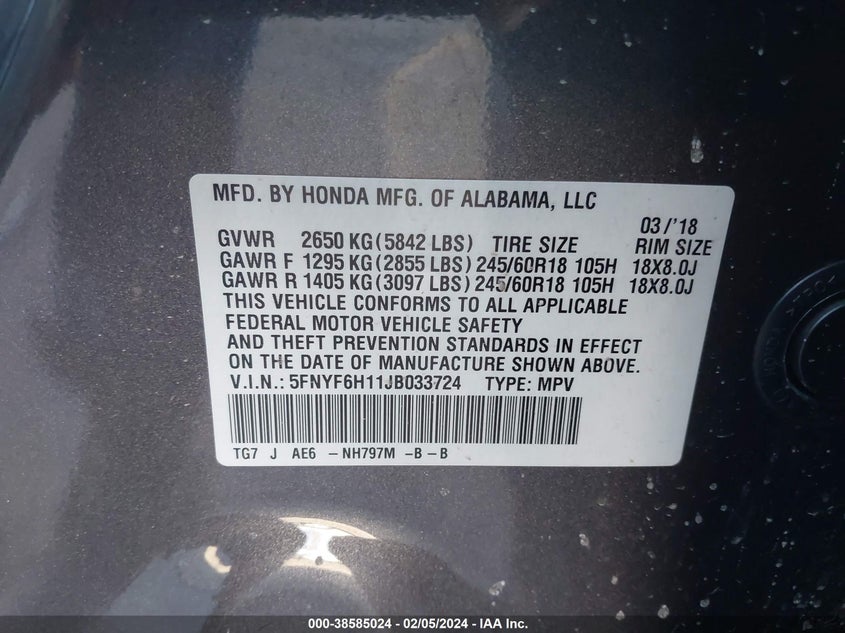 MFD. BY HONDA MFG. OF ALABAMA, LLC
03/'18
GVWR 2650 KG(5842 LBS) TIRE SIZE RIM SIZE
GAWR F 1295 KG(2855 LBS) 245/60R18 105H 18X8.0J
GAWR R 1405 KG(3097 LBS) 245/60R18 105H 18X8.0J
THIS VEHICLE CONFORMS TO ALL APPLICABLE
FEDERAL MOTOR VEHICLE SAFETY
AND THEFT PREVENTION STANDARDS IN EFFECT
ON THE DATE OF MANUFACTURE SHOWN ABOVE.
V.I.N.: 5FNYF6H11JB033724 TYPE: MPV
TG7 J AE6 -NH797M -B-B
000-38585024 - 02/05/2024 - IAA Inc.